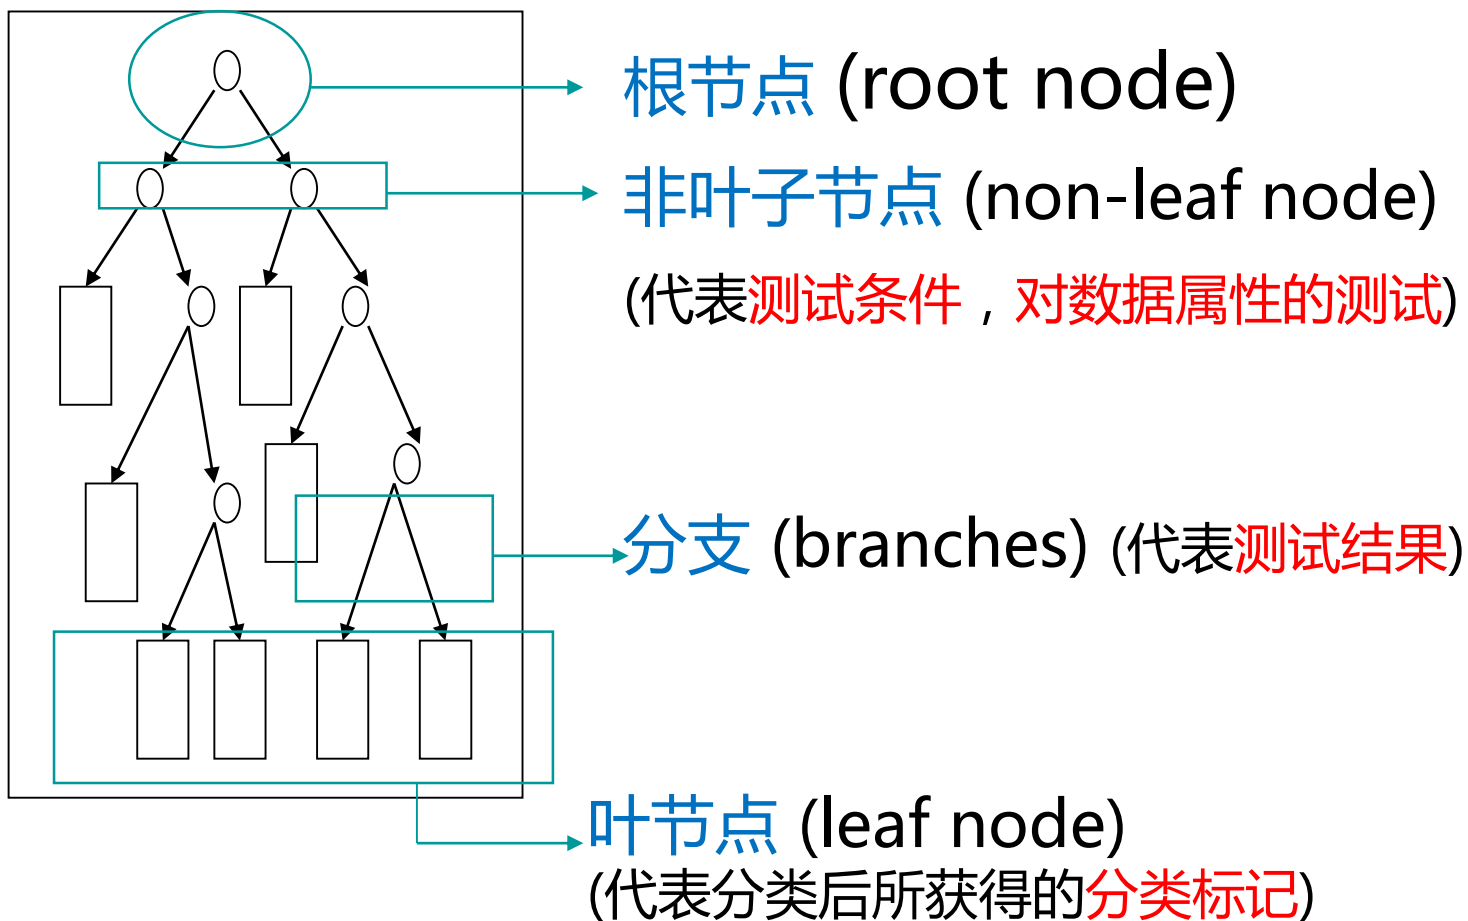 根节点 (root node)
非叶子节点 (non-leaf node)
(代表测试条件，对数据属性的测试)
分支 (branches) (代表测试结果)
叶节点 (leaf node)
(代表分类后所获得的分类标记)